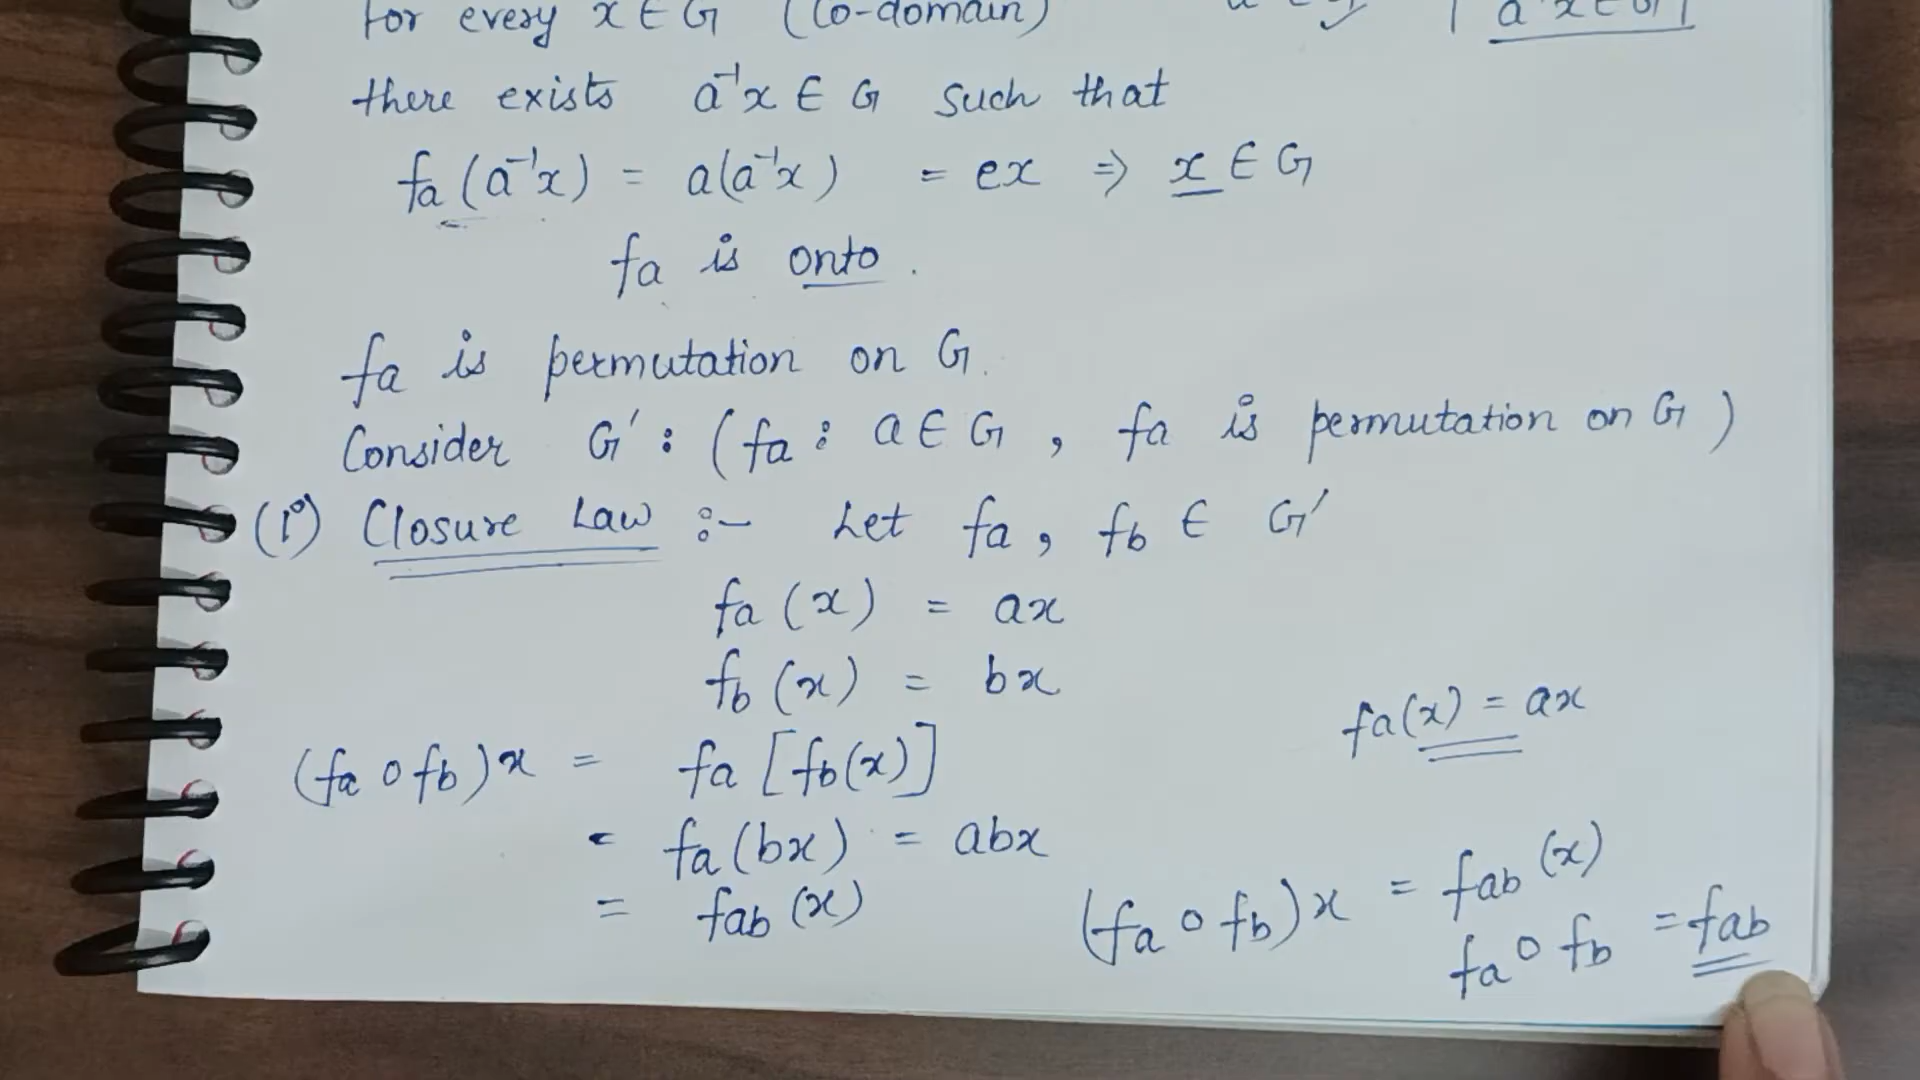 For every x ∈ G (Co-domain)
a⁻¹x ∈ G
there exists a⁻¹x ∈ G such that
fa (a⁻¹x) = a(a⁻¹x) = ex ⇒ x ∈ G
fa is onto.
fa is permutation on G.
Consider G′ : (fa : a ∈ G , fa is permutation on G)
(i) Closure Law :- Let fa , fb ∈ G′
fa (x) = ax
fb (x) = bx
fa(x) = ax
(fa o fb)x = fa [fb(x)]
= fa (bx) = abx
= fab (x)
(fa o fb)x = fab (x)
fa o fb = fab